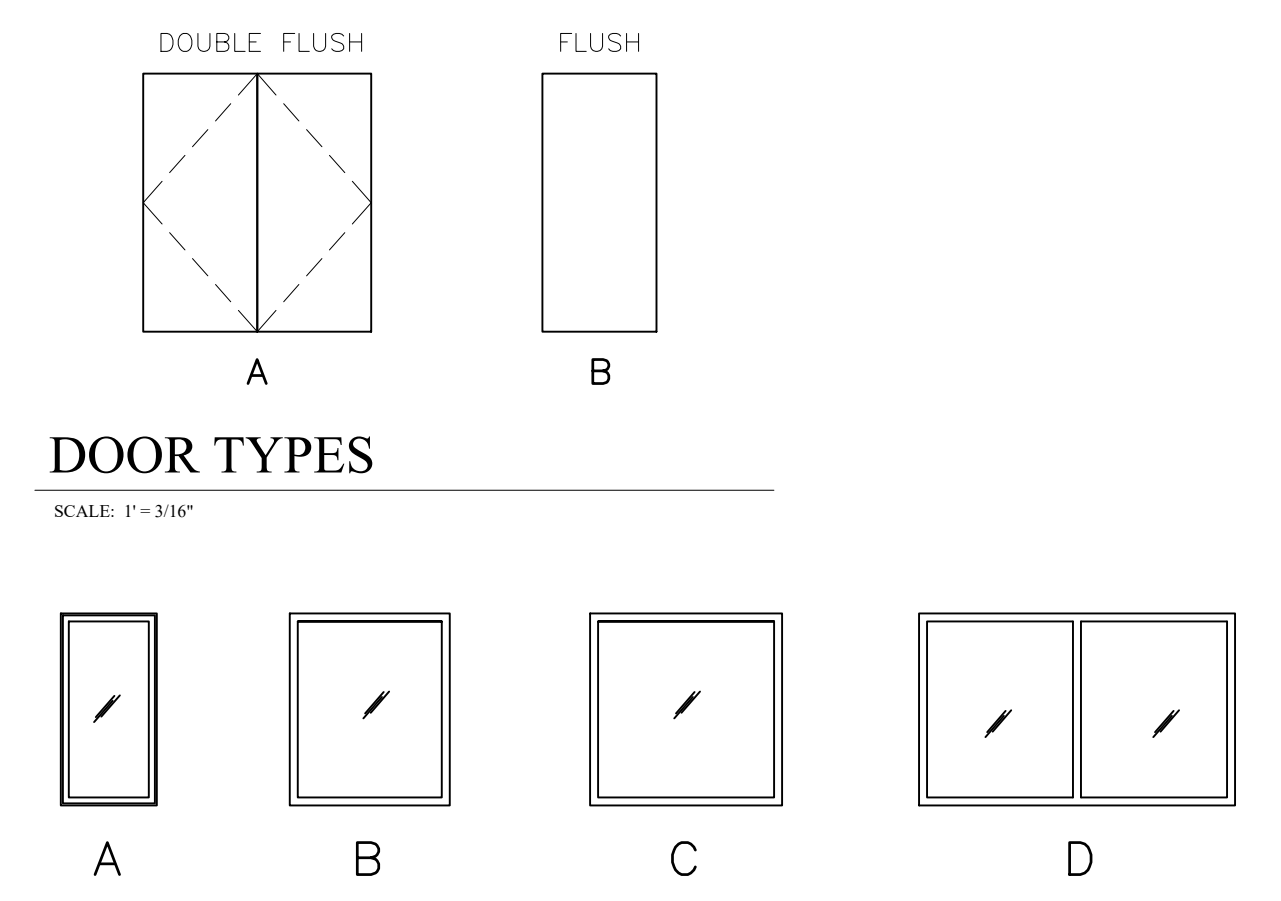 DOUBLE FLUSH FLUSH
A B
DOOR TYPES
SCALE: 1' = 3/16"
A B C D